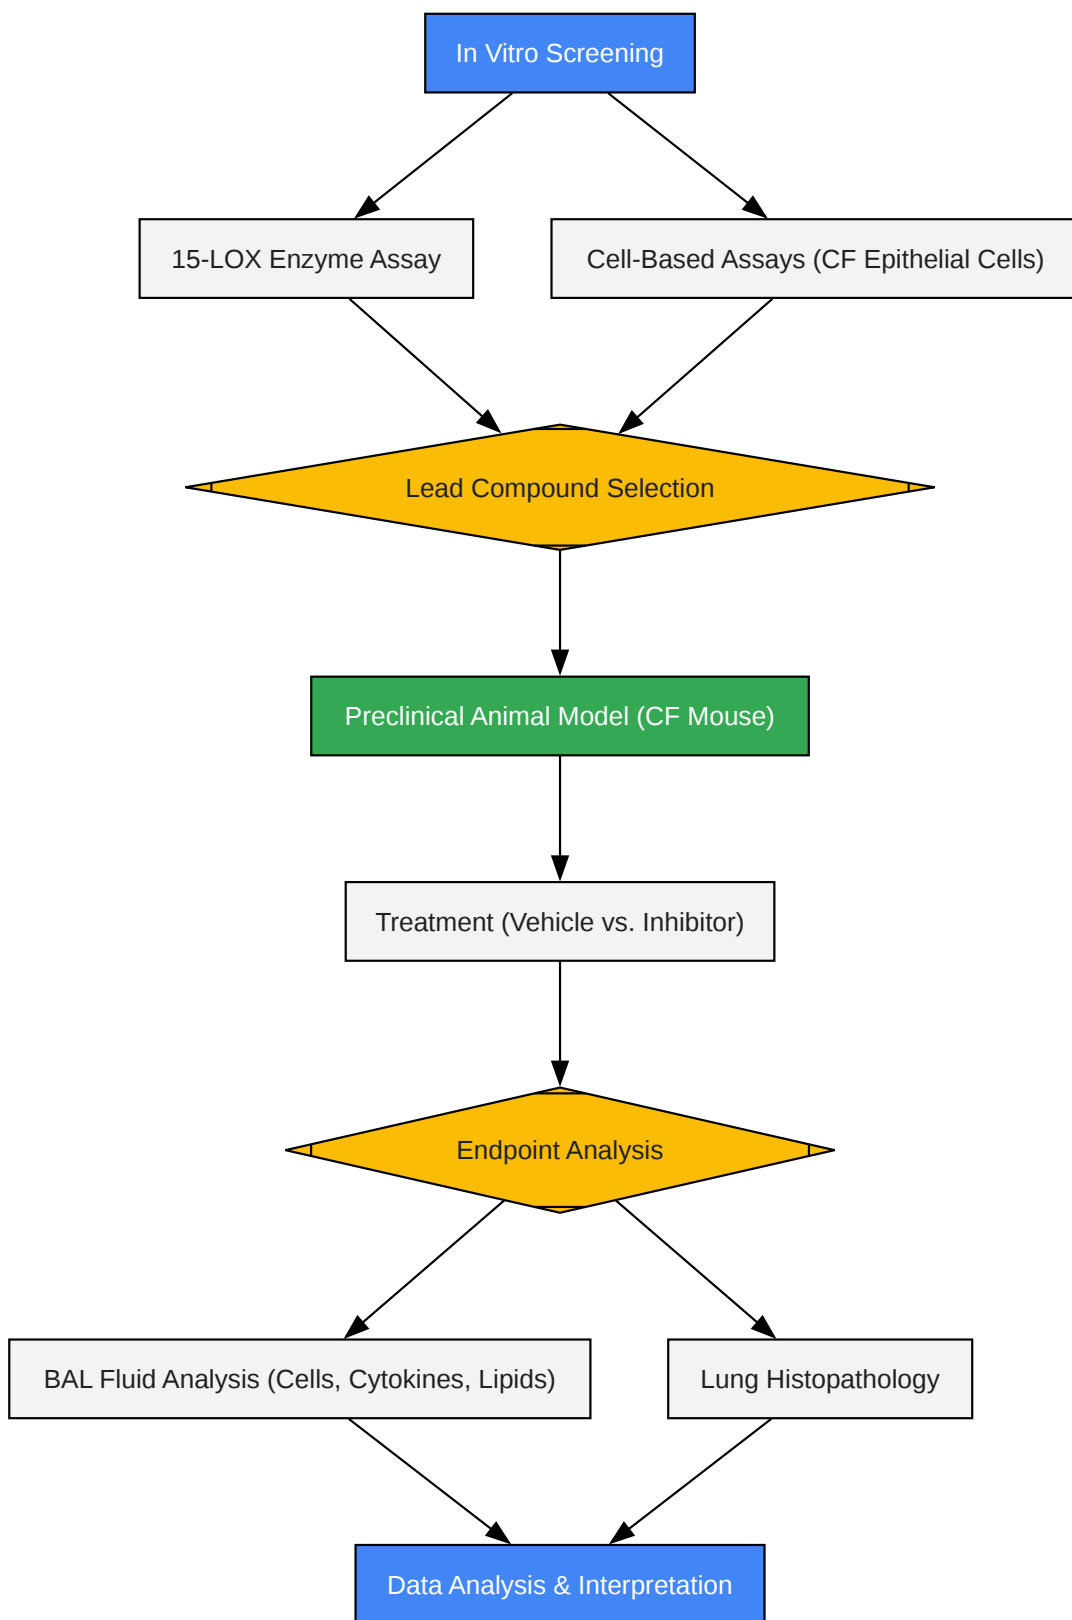 In Vitro Screening
15-LOX Enzyme Assay
Cell-Based Assays (CF Epithelial Cells)
Lead Compound Selection
Preclinical Animal Model (CF Mouse)
Treatment (Vehicle vs. Inhibitor)
Endpoint Analysis
BAL Fluid Analysis (Cells, Cytokines, Lipids)
Lung Histopathology
Data Analysis & Interpretation